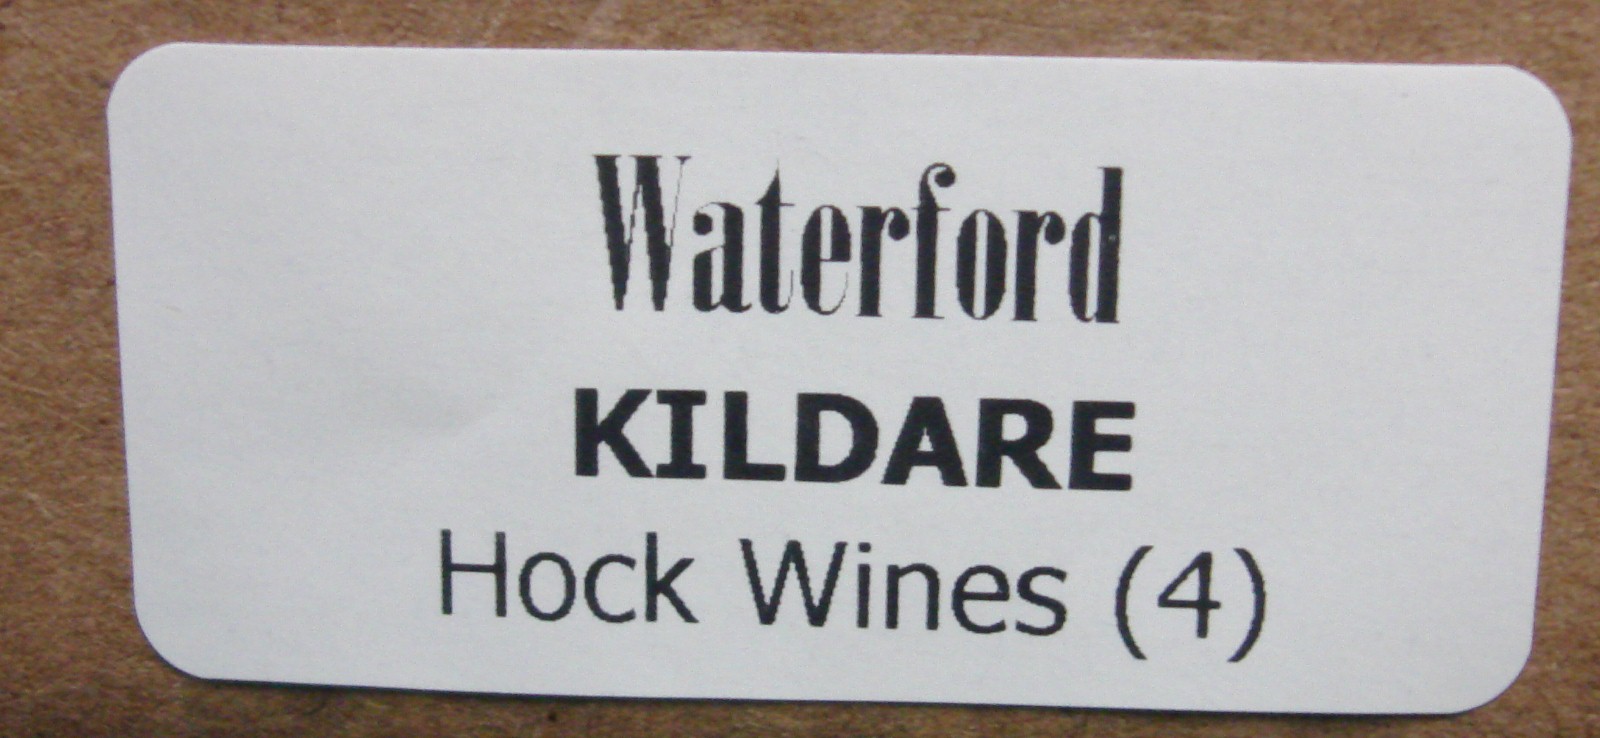 Waterford
KILDARE
Hock Wines (4)